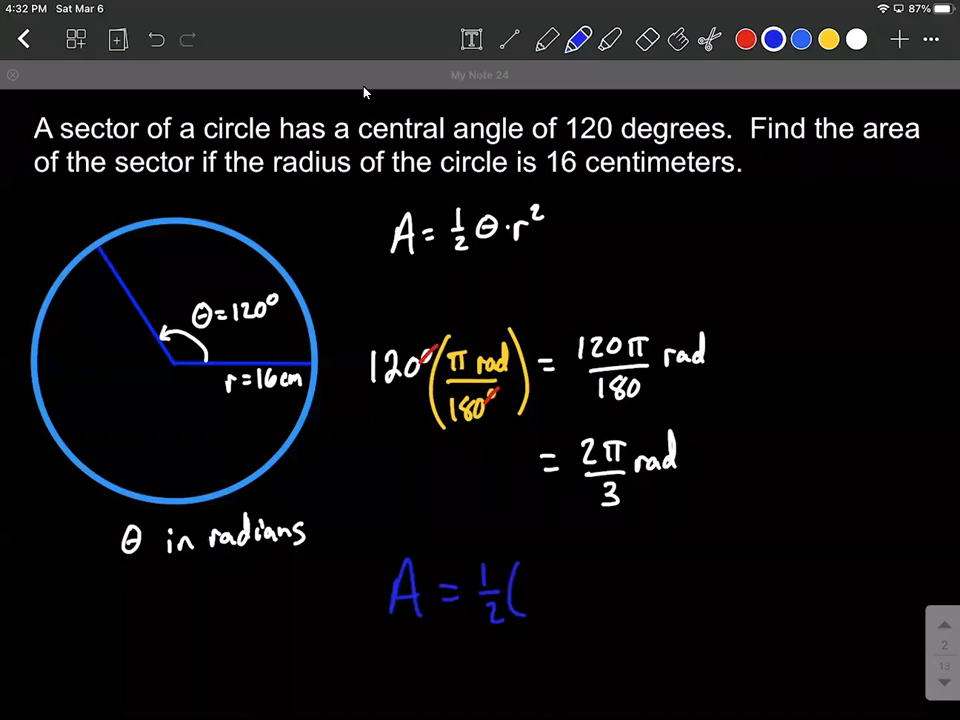 4:32 PM Sat Mar 6 87%
My Note 24
A sector of a circle has a central angle of 120 degrees. Find the area
of the sector if the radius of the circle is 16 centimeters.
A = 1/2 θ · r²
θ = 120°
r = 16 cm
120° (π rad / 180°) = 120π / 180 rad
= 2π / 3 rad
θ in radians
A = 1/2 (
2
13